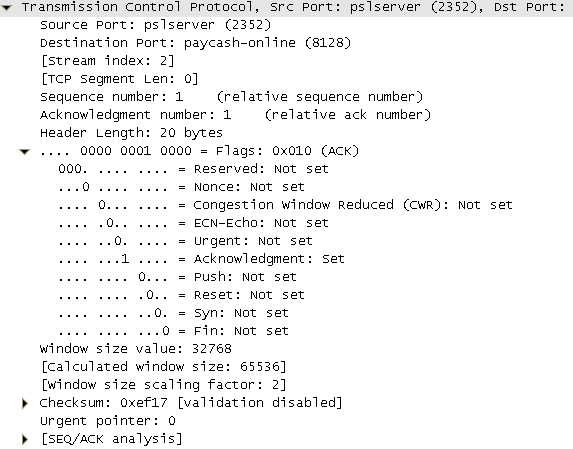 Transmission Control Protocol, Src Port: pslserver (2352), Dst Port:
Source Port: pslserver (2352)
Destination Port: paycash-online (8128)
[Stream index: 2]
[TCP Segment Len: 0]
Sequence number: 1    (relative sequence number)
Acknowledgment number: 1    (relative ack number)
Header Length: 20 bytes
.... 0000 0001 0000 = Flags: 0x010 (ACK)
000. .... .... = Reserved: Not set
...0 .... .... = Nonce: Not set
.... 0... .... = Congestion Window Reduced (CWR): Not set
.... .0.. .... = ECN-Echo: Not set
.... ..0. .... = Urgent: Not set
.... ...1 .... = Acknowledgment: Set
.... .... 0... = Push: Not set
.... .... .0.. = Reset: Not set
.... .... ..0. = Syn: Not set
.... .... ...0 = Fin: Not set
Window size value: 32768
[Calculated window size: 65536]
[Window size scaling factor: 2]
Checksum: 0xef17 [validation disabled]
Urgent pointer: 0
[SEQ/ACK analysis]